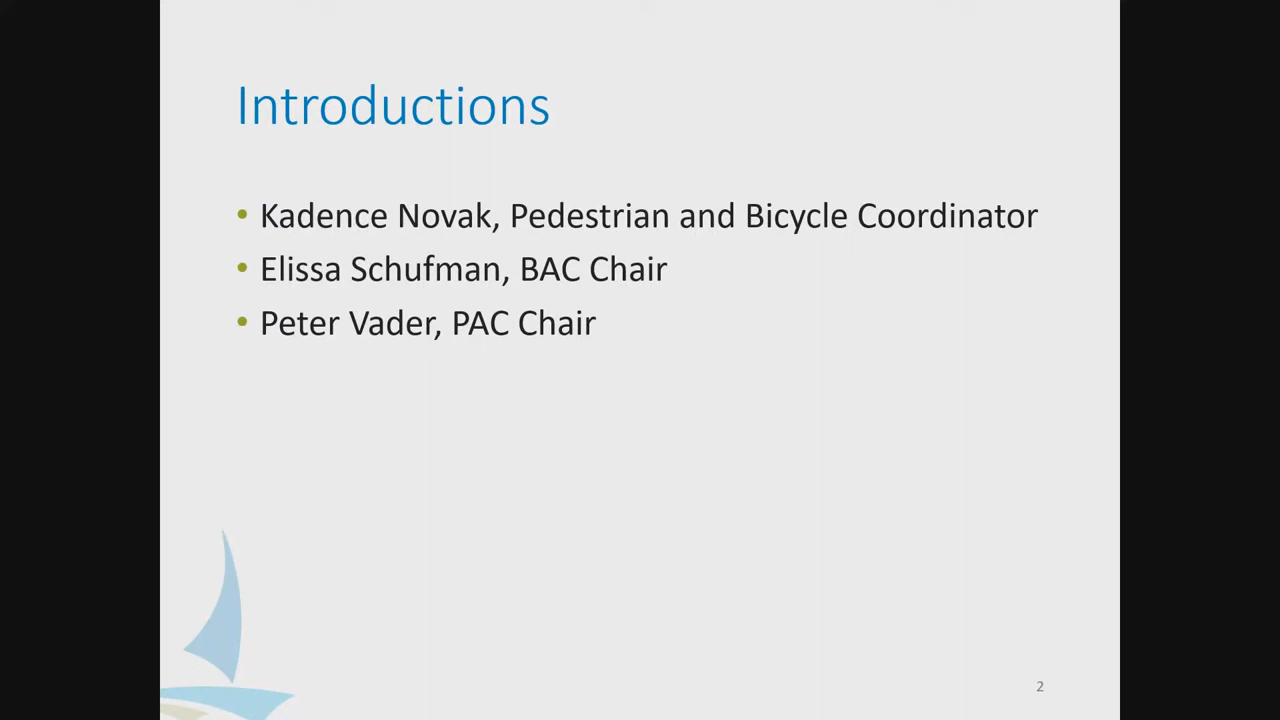 Introductions
• Kadence Novak, Pedestrian and Bicycle Coordinator
• Elissa Schufman, BAC Chair
• Peter Vader, PAC Chair
2